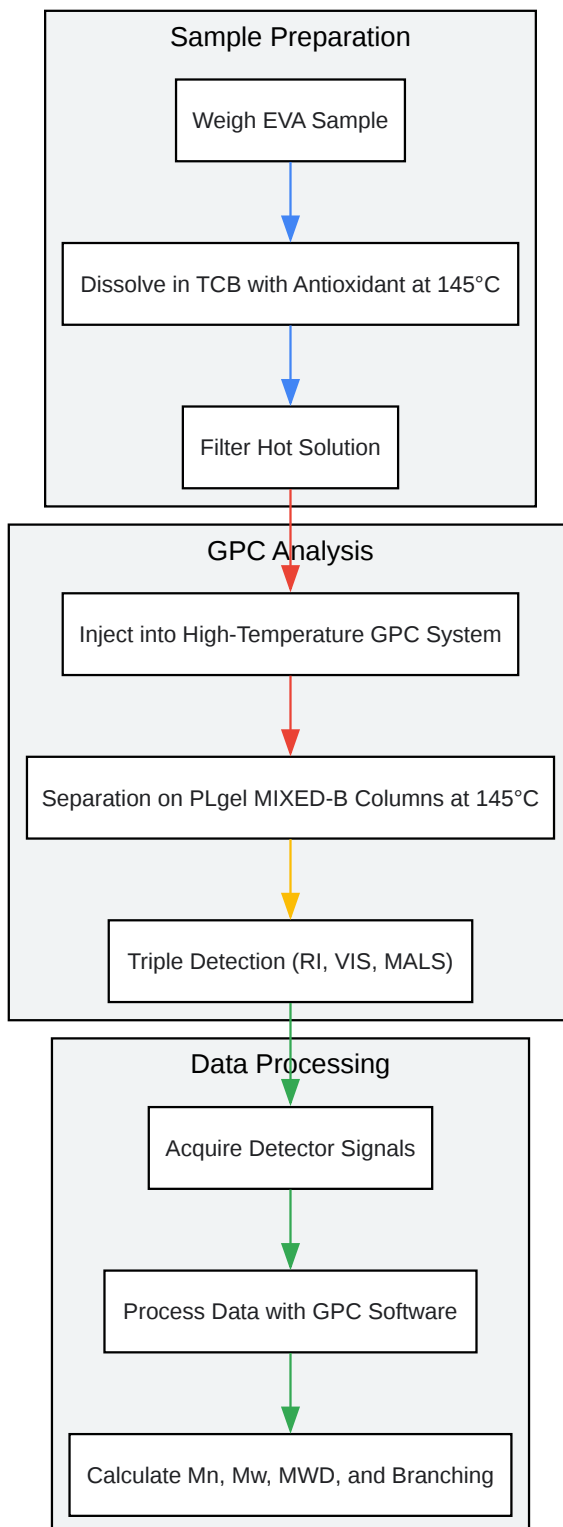 Sample Preparation
Weigh EVA Sample
Dissolve in TCB with Antioxidant at 145°C
Filter Hot Solution
GPC Analysis
Inject into High-Temperature GPC System
Separation on PLgel MIXED-B Columns at 145°C
Triple Detection (RI, VIS, MALS)
Data Processing
Acquire Detector Signals
Process Data with GPC Software
Calculate Mn, Mw, MWD, and Branching